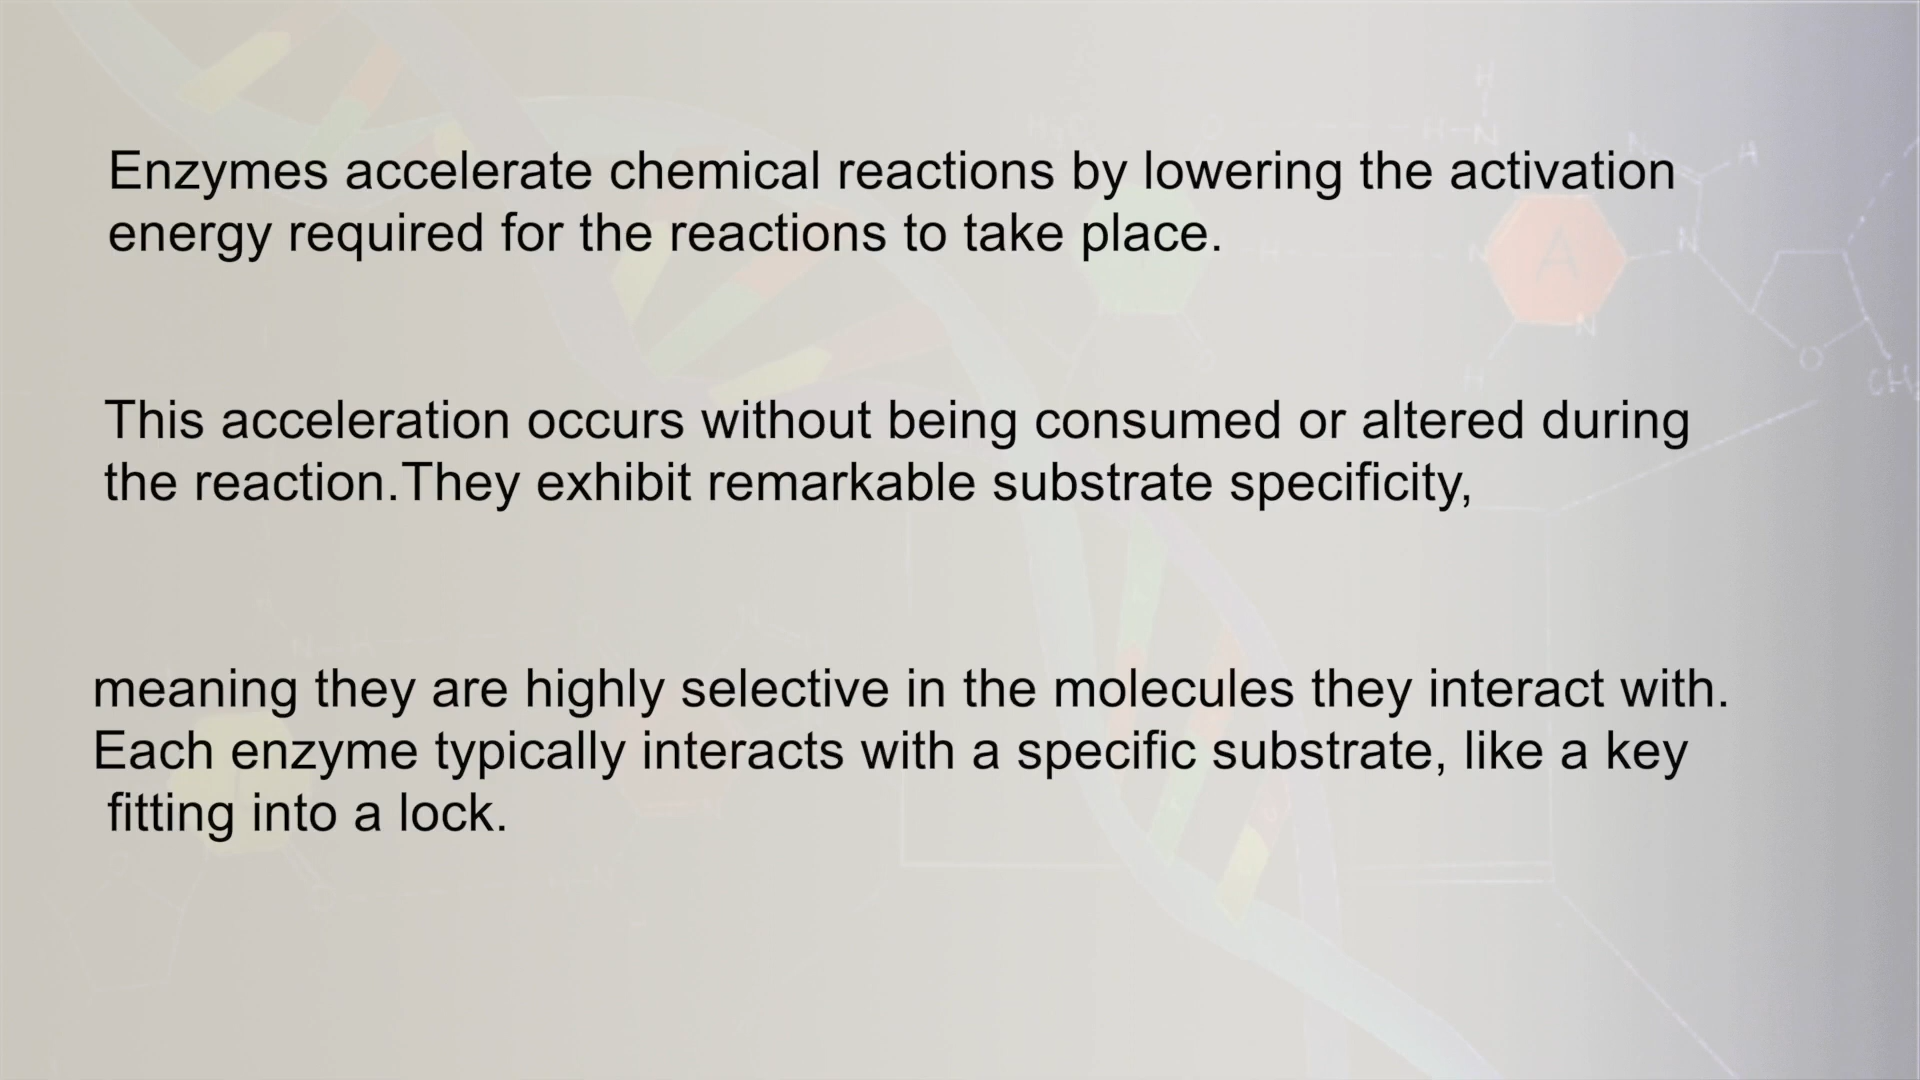 Enzymes accelerate chemical reactions by lowering the activation
energy required for the reactions to take place.
This acceleration occurs without being consumed or altered during
the reaction.They exhibit remarkable substrate specificity,
meaning they are highly selective in the molecules they interact with.
Each enzyme typically interacts with a specific substrate, like a key
fitting into a lock.